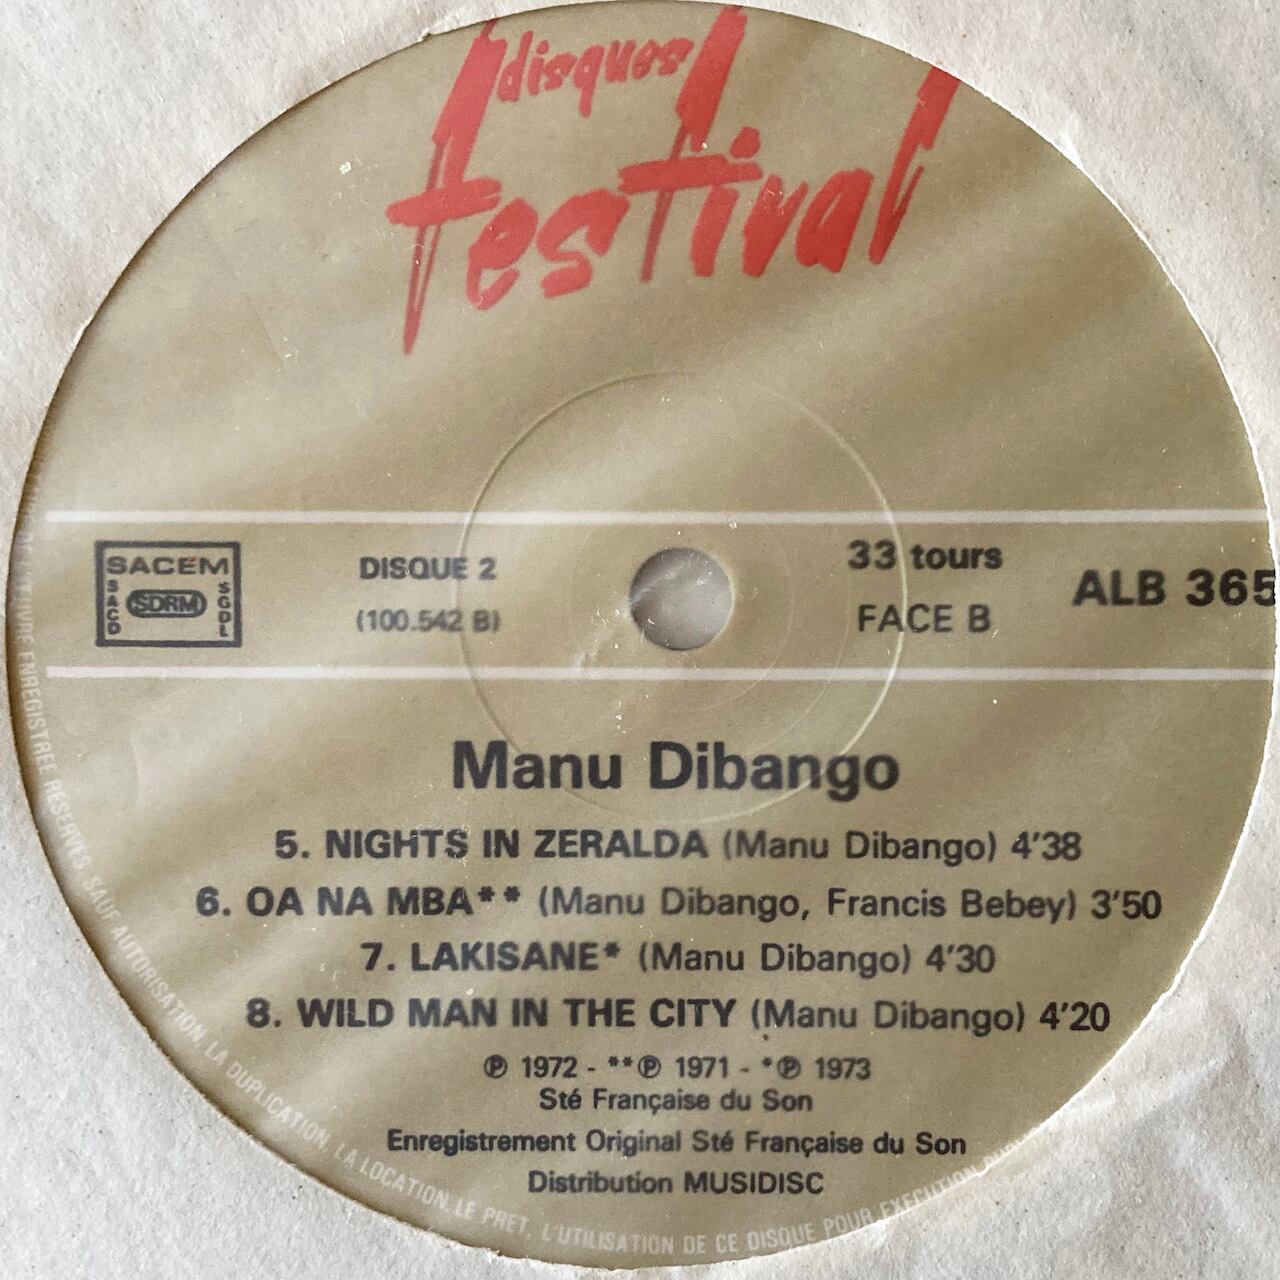 disques
festival
SACEM
SACD
SDRM
SGDL
DISQUE 2
(100.542 B)
33 tours
FACE B
ALB 365
Manu Dibango
5. NIGHTS IN ZERALDA (Manu Dibango) 4'38
6. OA NA MBA** (Manu Dibango, Francis Bebey) 3'50
7. LAKISANE* (Manu Dibango) 4'30
8. WILD MAN IN THE CITY (Manu Dibango) 4'20
℗ 1972 - **℗ 1971 - *℗ 1973
Sté Française du Son
Enregistrement Original Sté Française du Son
Distribution MUSIDISC
ENREGISTREE RESERVES. SAUF AUTORISATION, LA DUPLICATION, LA LOCATION, LE PRET, L'UTILISATION DE CE DISQUE POUR EXECUTION